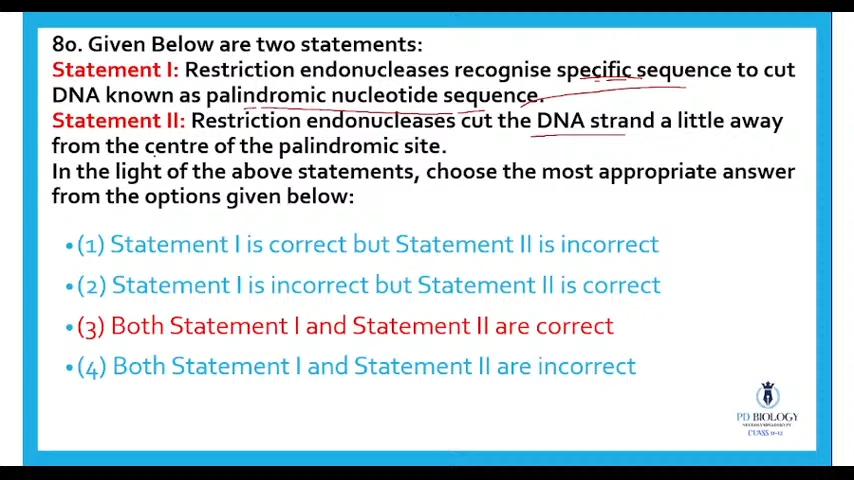 80. Given Below are two statements:
Statement I: Restriction endonucleases recognise specific sequence to cut
DNA known as palindromic nucleotide sequence.
Statement II: Restriction endonucleases cut the DNA strand a little away
from the centre of the palindromic site.
In the light of the above statements, choose the most appropriate answer
from the options given below:
• (1) Statement I is correct but Statement II is incorrect
• (2) Statement I is incorrect but Statement II is correct
• (3) Both Statement I and Statement II are correct
• (4) Both Statement I and Statement II are incorrect
PD BIOLOGY
CLASS 11-12